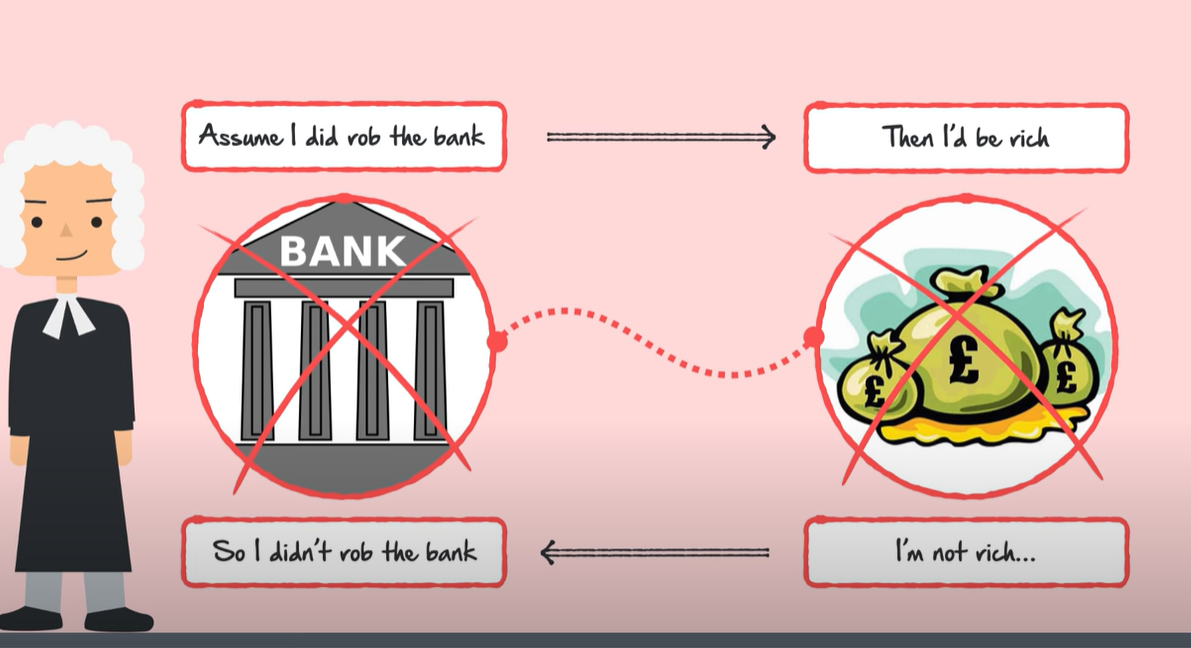 Assume I did rob the bank
Then I'd be rich
BANK
£
£
£
So I didn't rob the bank
I'm not rich...